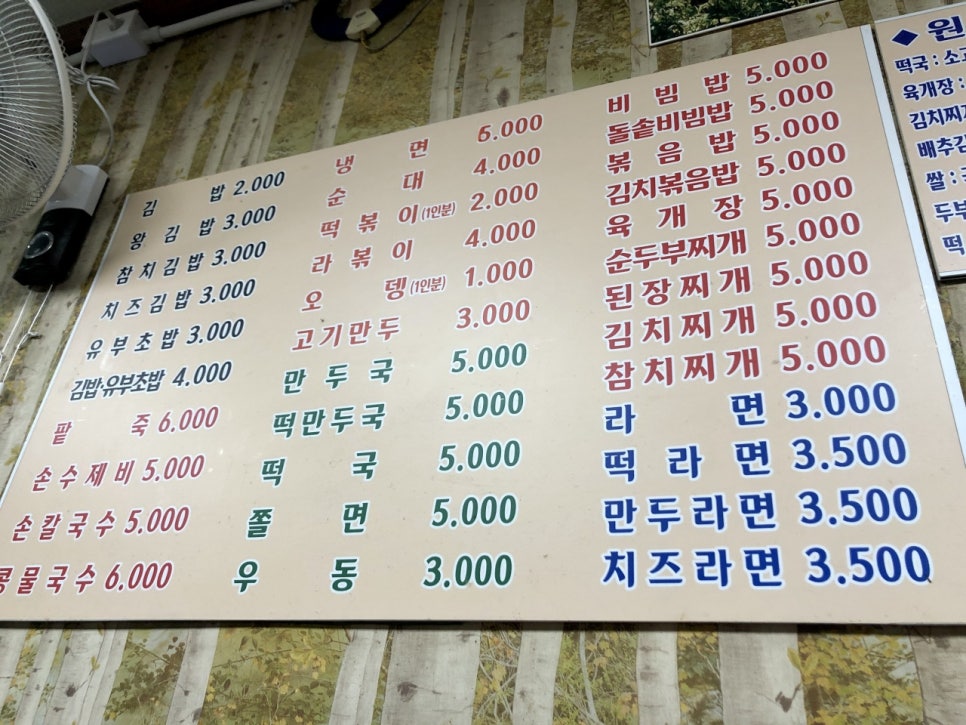 김 밥 2.000
왕 김 밥 3.000
참치김밥 3.000
치즈김밥 3.000
유부초밥 3.000
김밥·유부초밥 4.000
팥 죽 6.000
손수제비 5.000
손칼국수 5.000
콩물국수 6.000
냉 면 6.000
순 대 4.000
떡 볶 이(1인분) 2.000
라 볶 이 4.000
오 뎅(1인분) 1.000
고기만두 3.000
만 두 국 5.000
떡만두국 5.000
떡 국 5.000
쫄 면 5.000
우 동 3.000
비 빔 밥 5.000
돌솥비빔밥 5.000
볶 음 밥 5.000
김치볶음밥 5.000
육 개 장 5.000
순두부찌개 5.000
된장찌개 5.000
김치찌개 5.000
참치찌개 5.000
라 면 3.000
떡 라 면 3.500
만두라면 3.500
치즈라면 3.500
◆ 원
떡국 : 소
육개장 :
김치찌
배추김
쌀 :
두부
떡